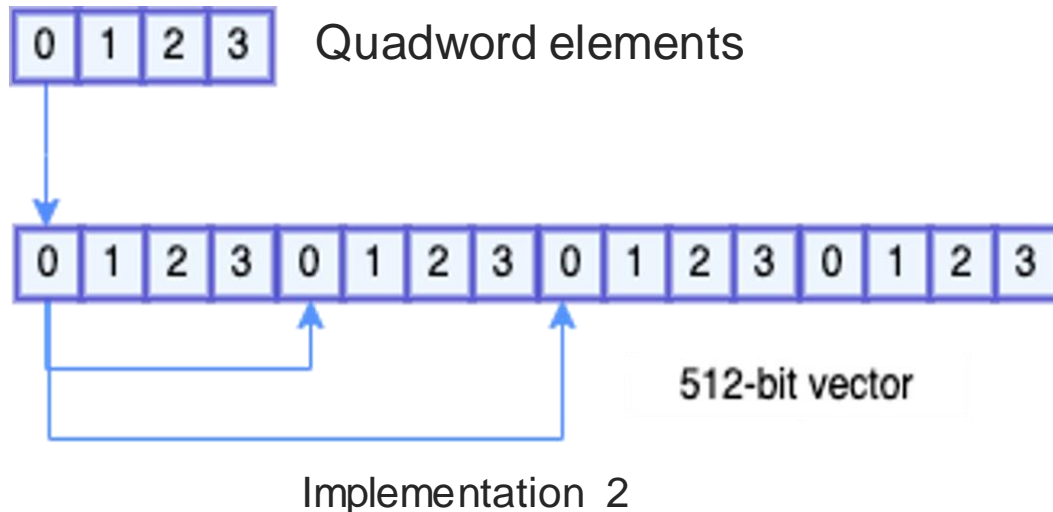 0 1 2 3 Quadword elements
0 1 2 3 0 1 2 3 0 1 2 3 0 1 2 3
512-bit vector
Implementation 2